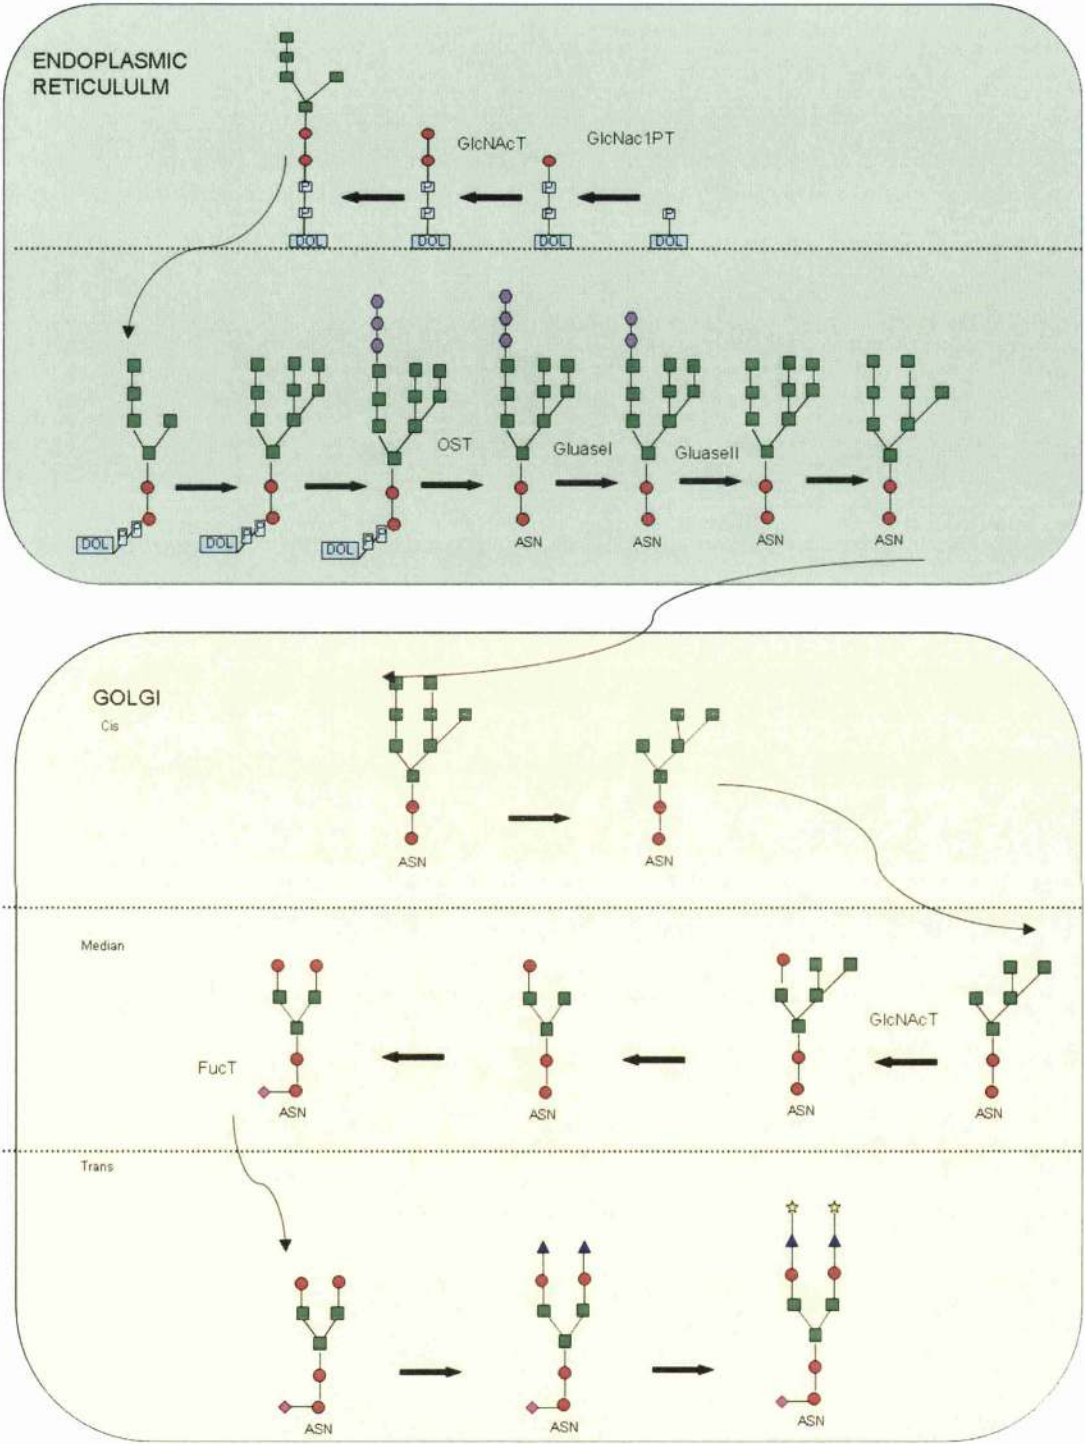 ENDOPLASMIC
RETICULULM
GlcNAcT
GlcNac1PT
P
P
P
P
P
P
DOL
DOL
DOL
DOL
OST
GluaseI
GluaseII
P
P
P
P
P
P
DOL
DOL
DOL
ASN
ASN
ASN
ASN
GOLGI
Cis
ASN
ASN
Median
GlcNAcT
FucT
ASN
ASN
ASN
ASN
Trans
ASN
ASN
ASN